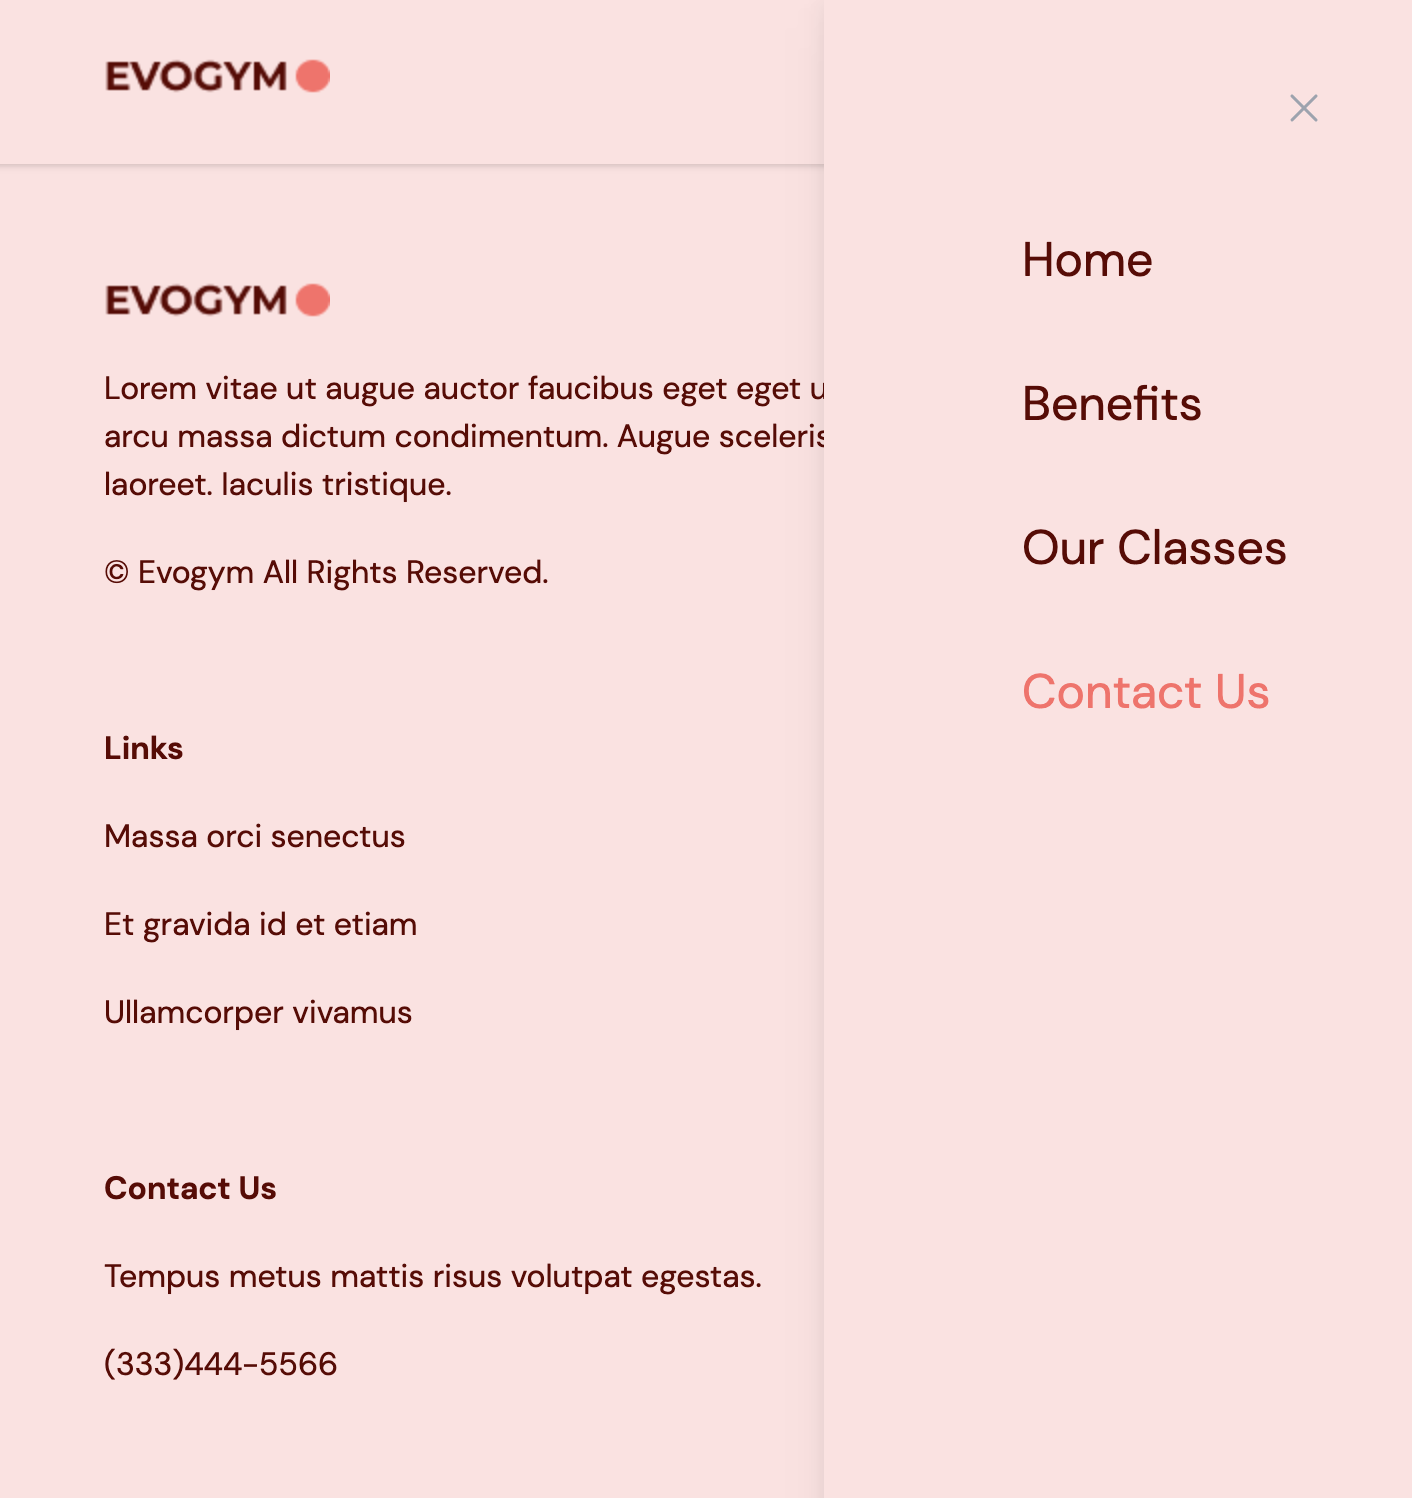 EVOGYM
EVOGYM
Lorem vitae ut augue auctor faucibus eget eget
arcu massa dictum condimentum. Augue
laoreet. Iaculis tristique.
© Evogym All Rights Reserved.
Links
Massa orci senectus
Et gravida id et etiam
Ullamcorper vivamus
Contact Us
Tempus metus mattis risus volutpat egestas.
(333)444-5566
Home
Benefits
Our Classes
Contact Us